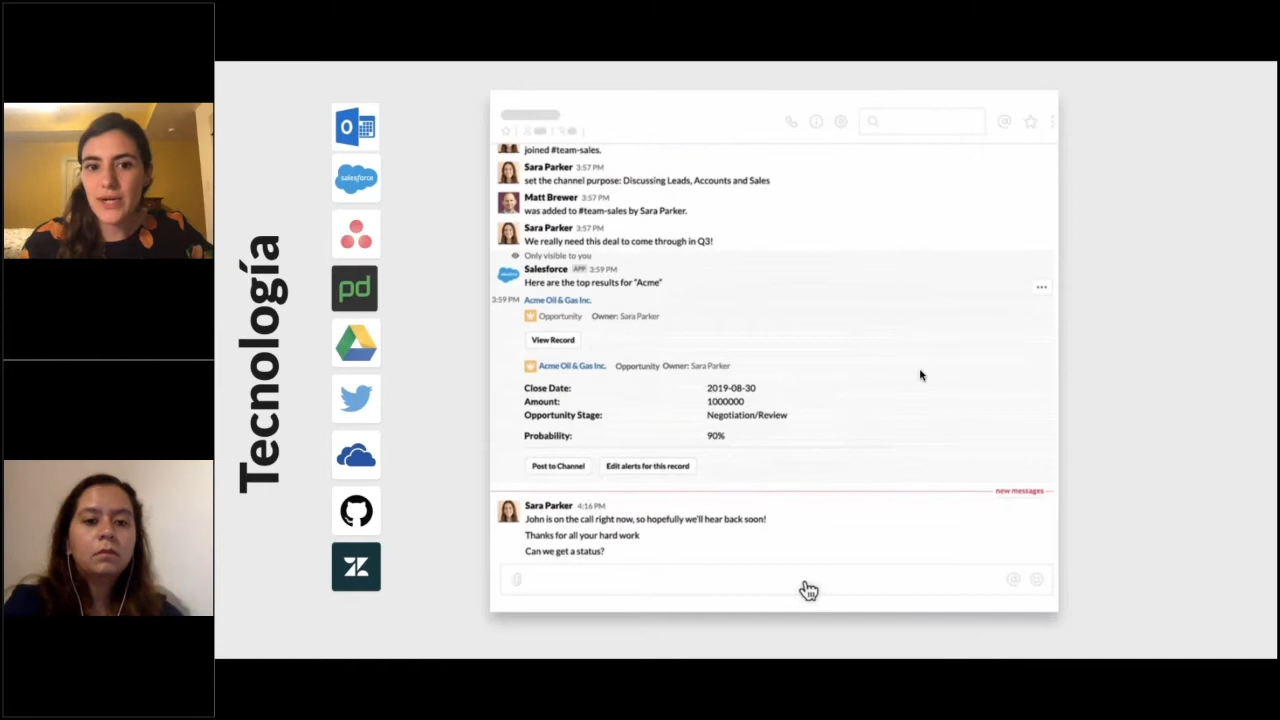 Tecnología
O
salesforce
pd
joined #team-sales.
Sara Parker 3:57 PM
set the channel purpose: Discussing Leads, Accounts and Sales
Matt Brewer 3:57 PM
was added to #team-sales by Sara Parker.
Sara Parker 3:57 PM
We really need this deal to come through in Q3!
Only visible to you
Salesforce APP 3:59 PM
Here are the top results for "Acme"
3:59 PM Acme Oil & Gas Inc.
Opportunity Owner: Sara Parker
View Record
Acme Oil & Gas Inc. Opportunity Owner: Sara Parker
Close Date: 2019-08-30
Amount: 1000000
Opportunity Stage: Negotiation/Review
Probability: 90%
Post to Channel Edit alerts for this record
new messages
Sara Parker 4:16 PM
John is on the call right now, so hopefully we'll hear back soon!
Thanks for all your hard work
Can we get a status?